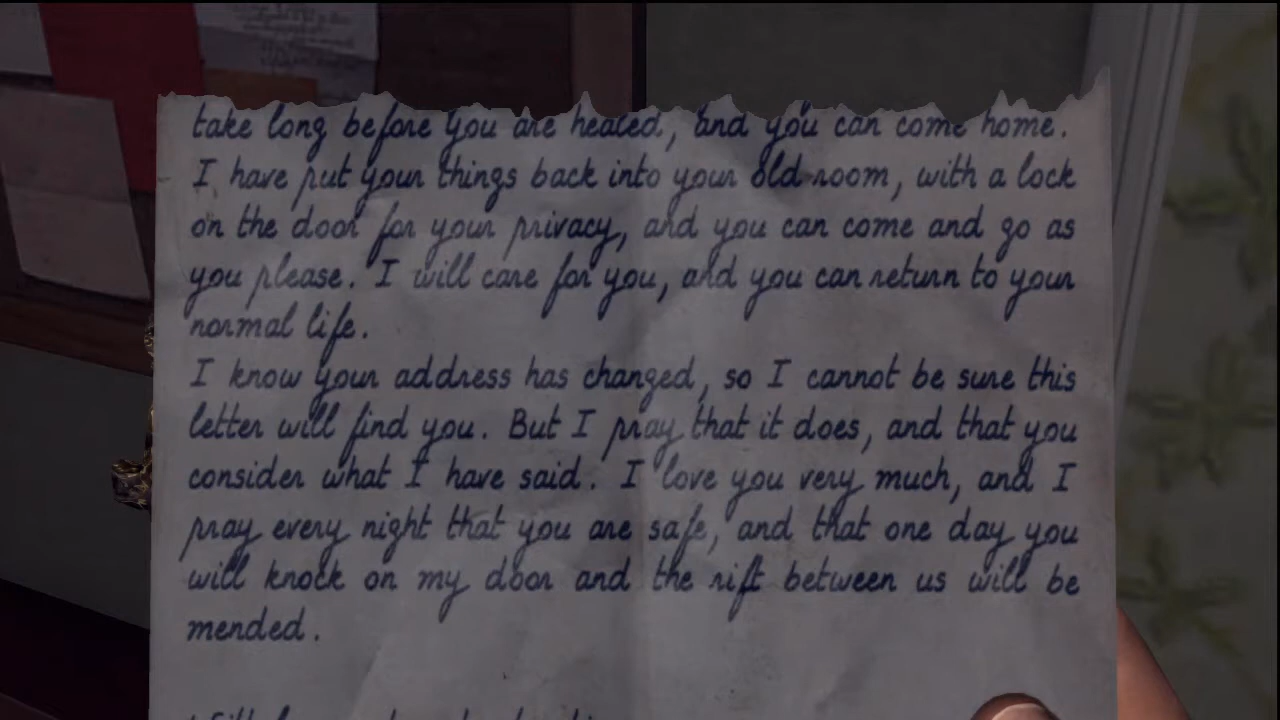 take long before you are healed, and you can come home.
I have put your things back into your old room, with a lock
on the door for your privacy, and you can come and go as
you please. I will care for you, and you can return to your
normal life.
I know your address has changed, so I cannot be sure this
letter will find you. But I pray that it does, and that you
consider what I have said. I love you very much, and I
pray every night that you are safe, and that one day you
will knock on my door and the rift between us will be
mended.